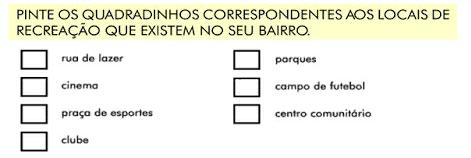 PINTE OS QUADRADINHOS CORRESPONDENTES AOS LOCAIS DE
RECREAÇÃO QUE EXISTEM NO SEU BAIRRO.
rua de lazer
cinema
praça de esportes
clube
parques
campo de futebol
centro comunitário